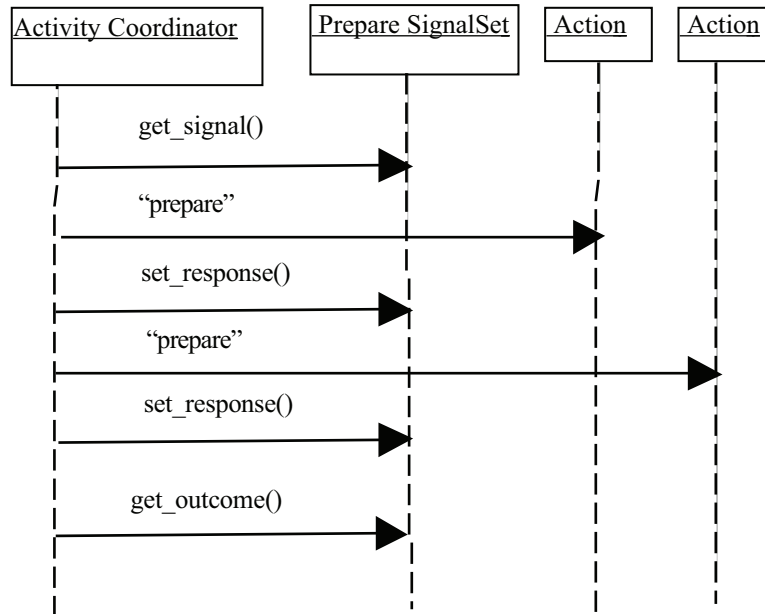 Activity Coordinator
Prepare SignalSet
Action
Action
get_signal()
“prepare”
set_response()
“prepare”
set_response()
get_outcome()